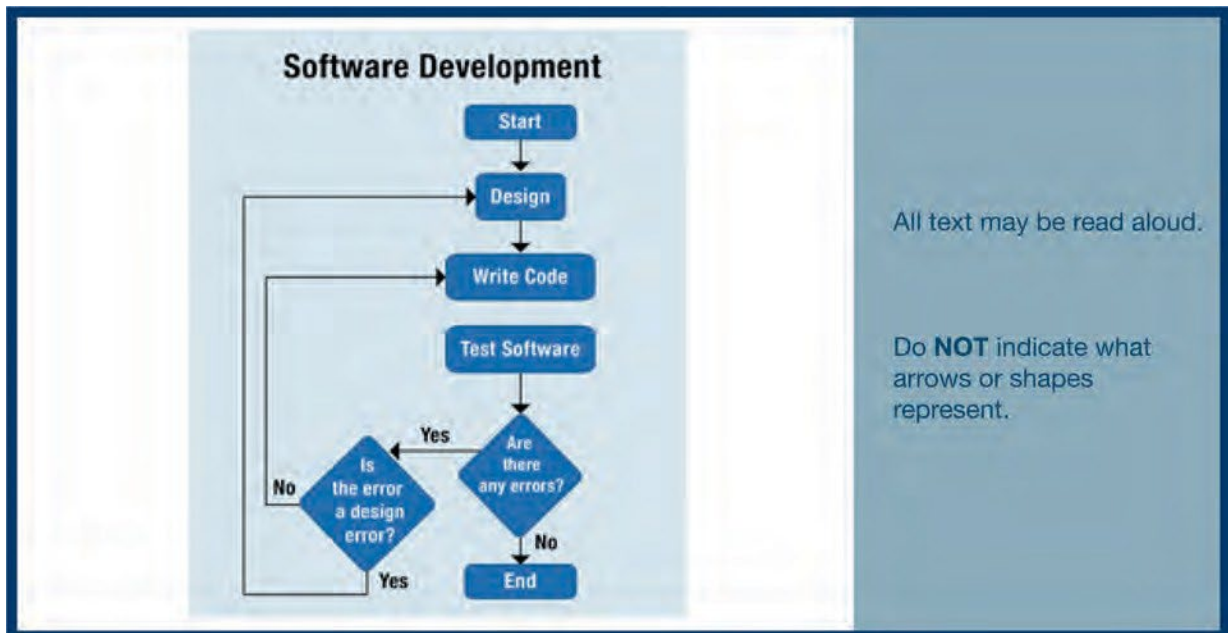 Software Development
Start
Design
Write Code
Test Software
Are
there
any errors?
Yes
Is
the error
a design
error?
No
Yes
No
End
All text may be read aloud.
Do NOT indicate what
arrows or shapes
represent.